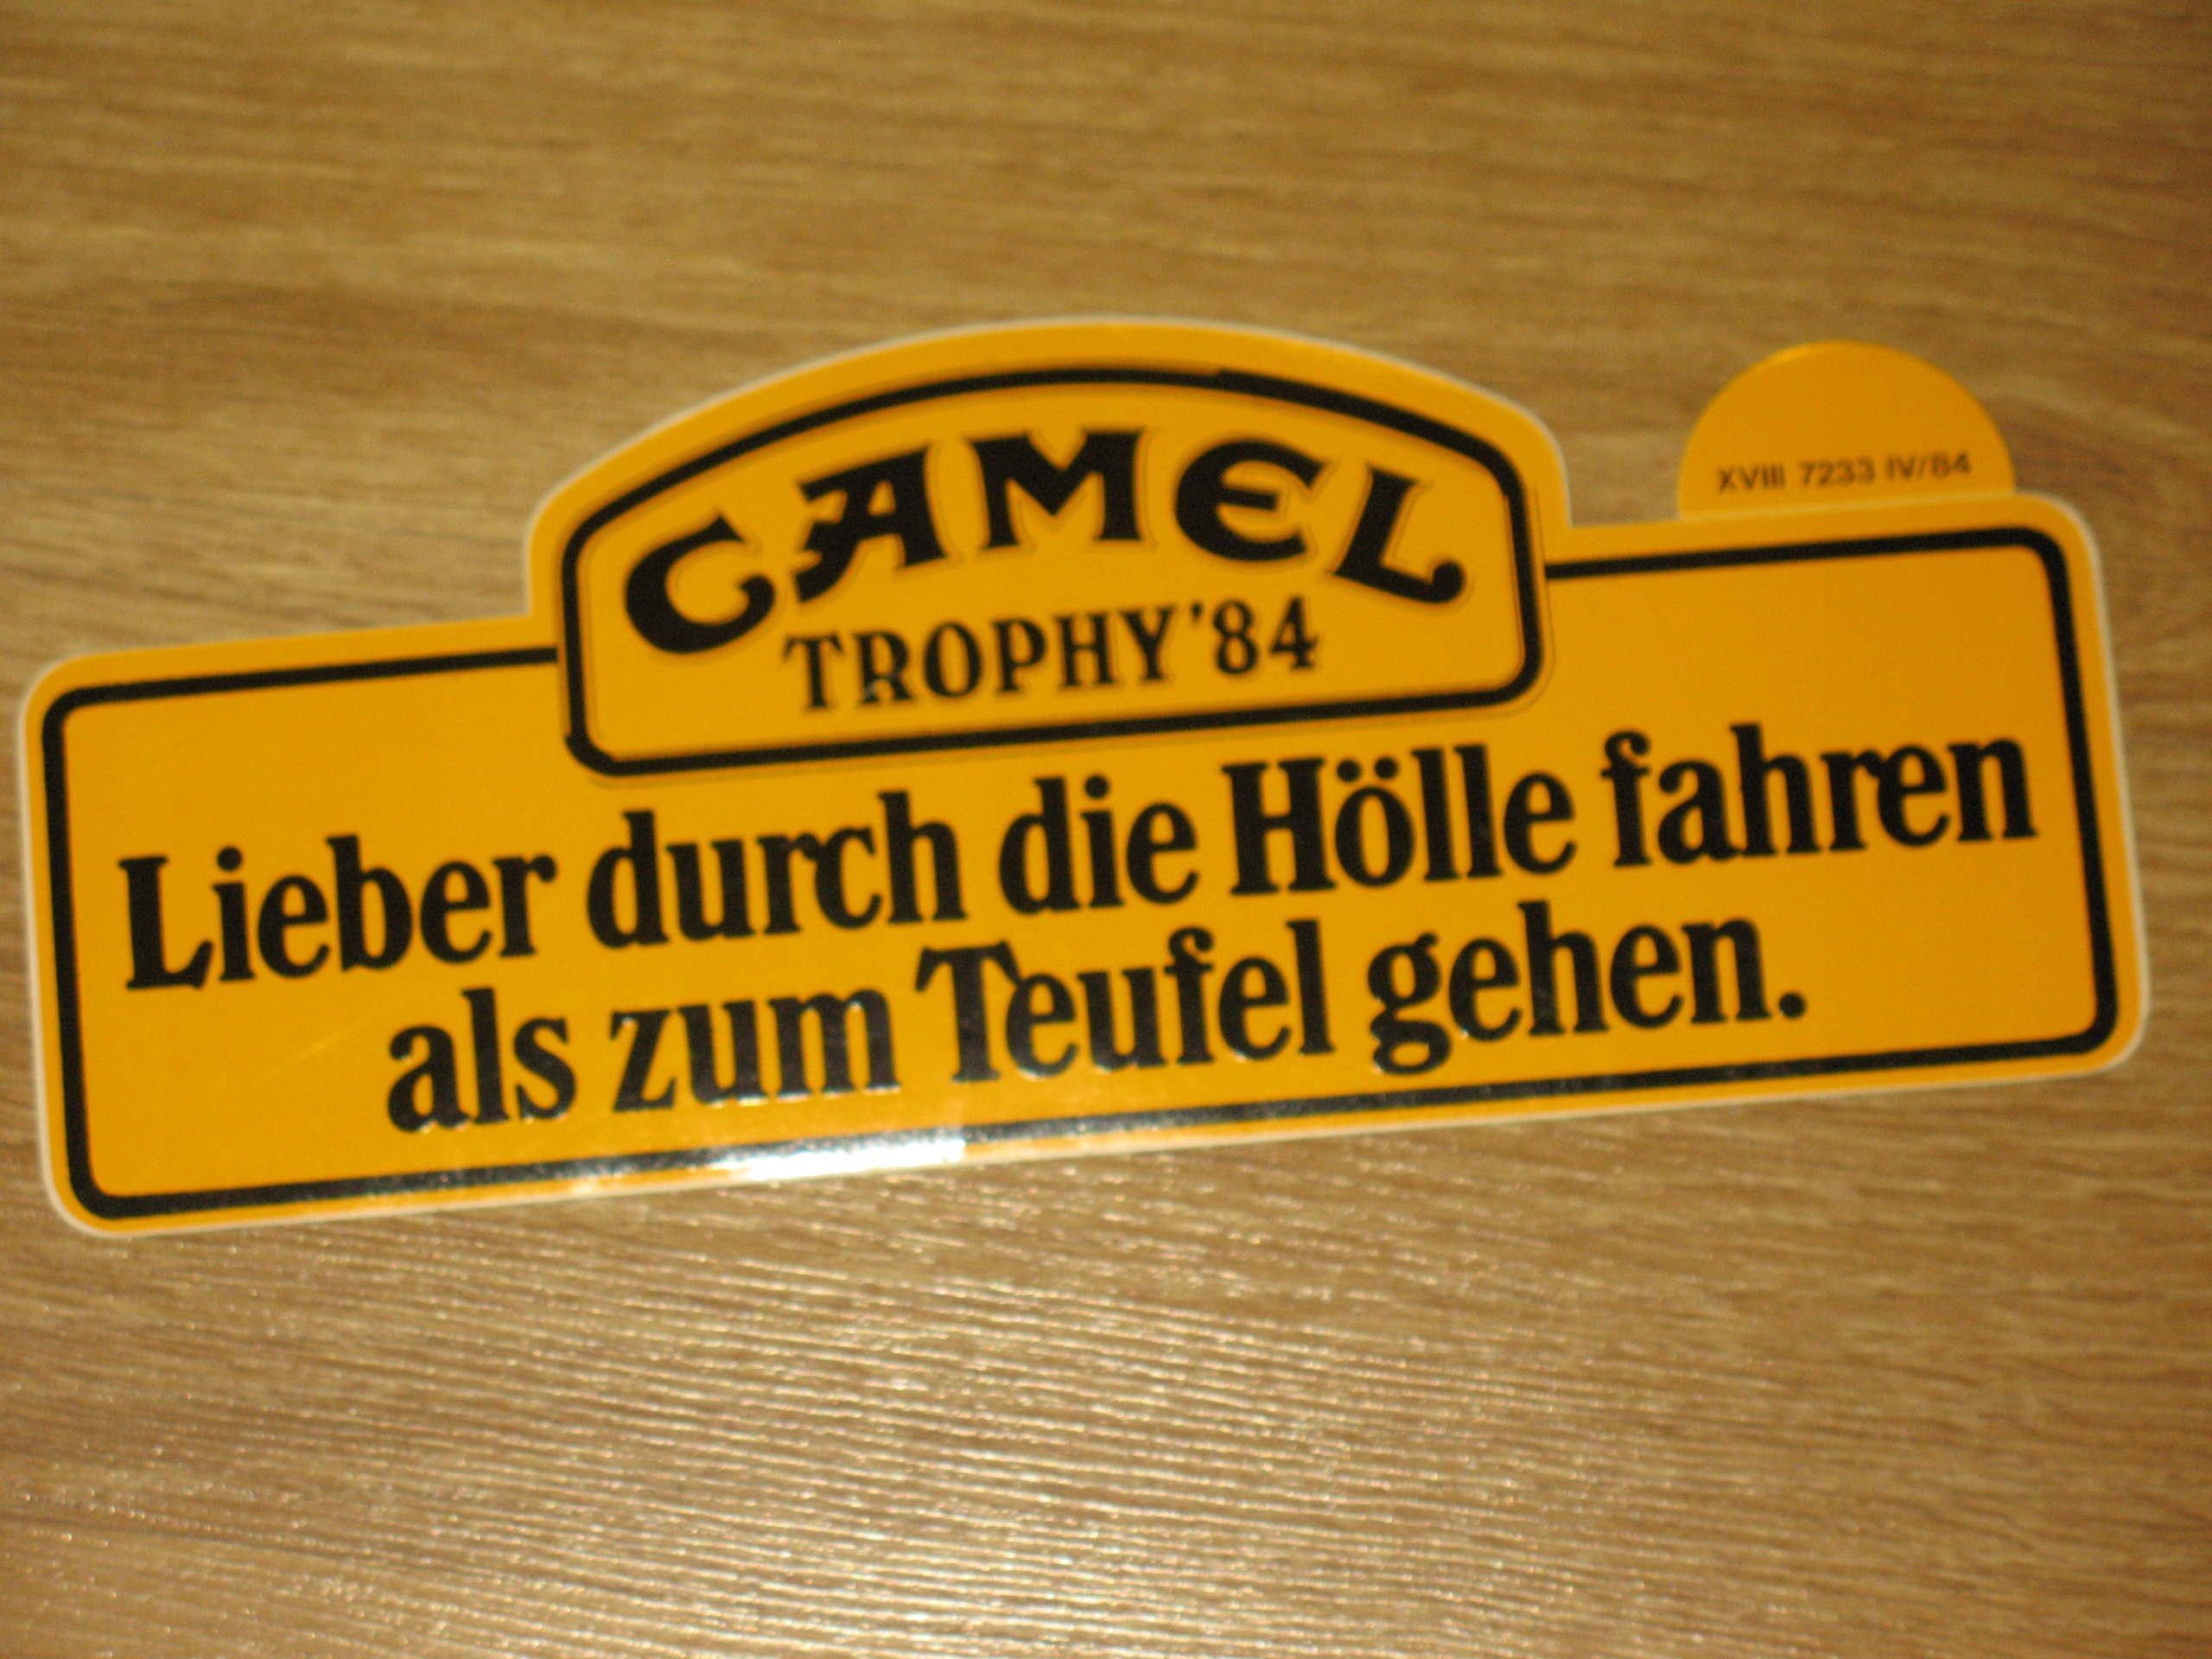 CAMEL
TROPHY '84
XVIII 7233 IV/84
Lieber durch die Hölle fahren
als zum Teufel gehen.